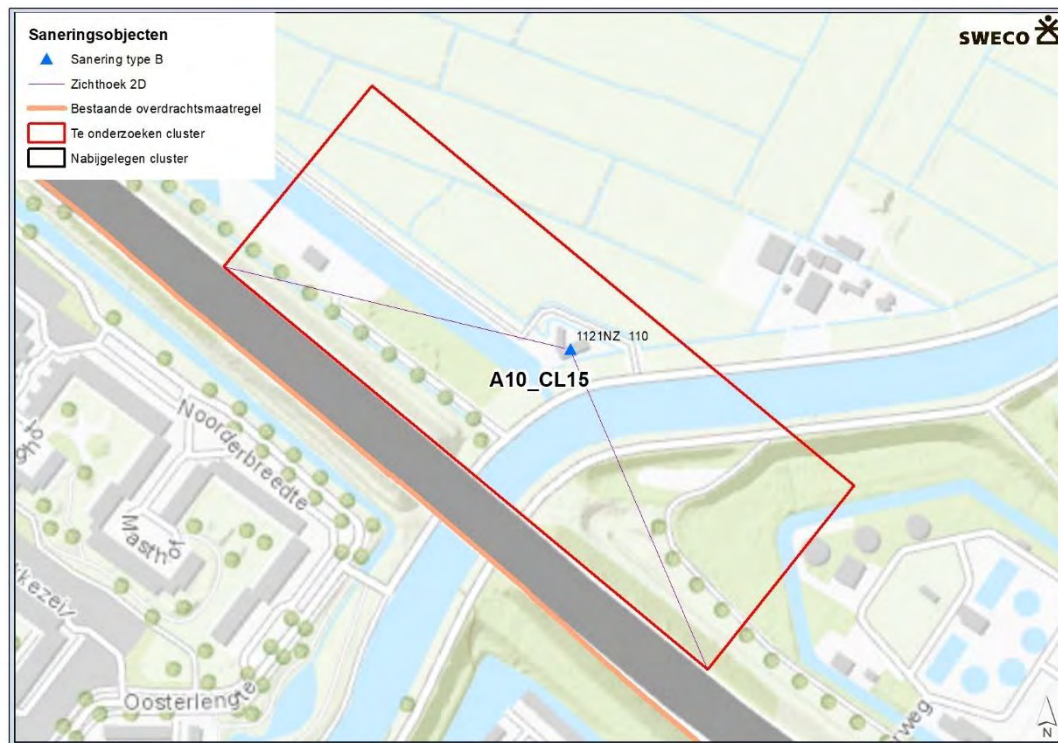 Saneringsobjecten
Sanering type B
Zichthoek 2D
Bestaande overdrachtsmaatregel
Te onderzoeken cluster
Nabijgelegen cluster
SWECO
1121NZ 110
A10_CL15
Noorderbreedte
Masthof
Oosterlengte
N